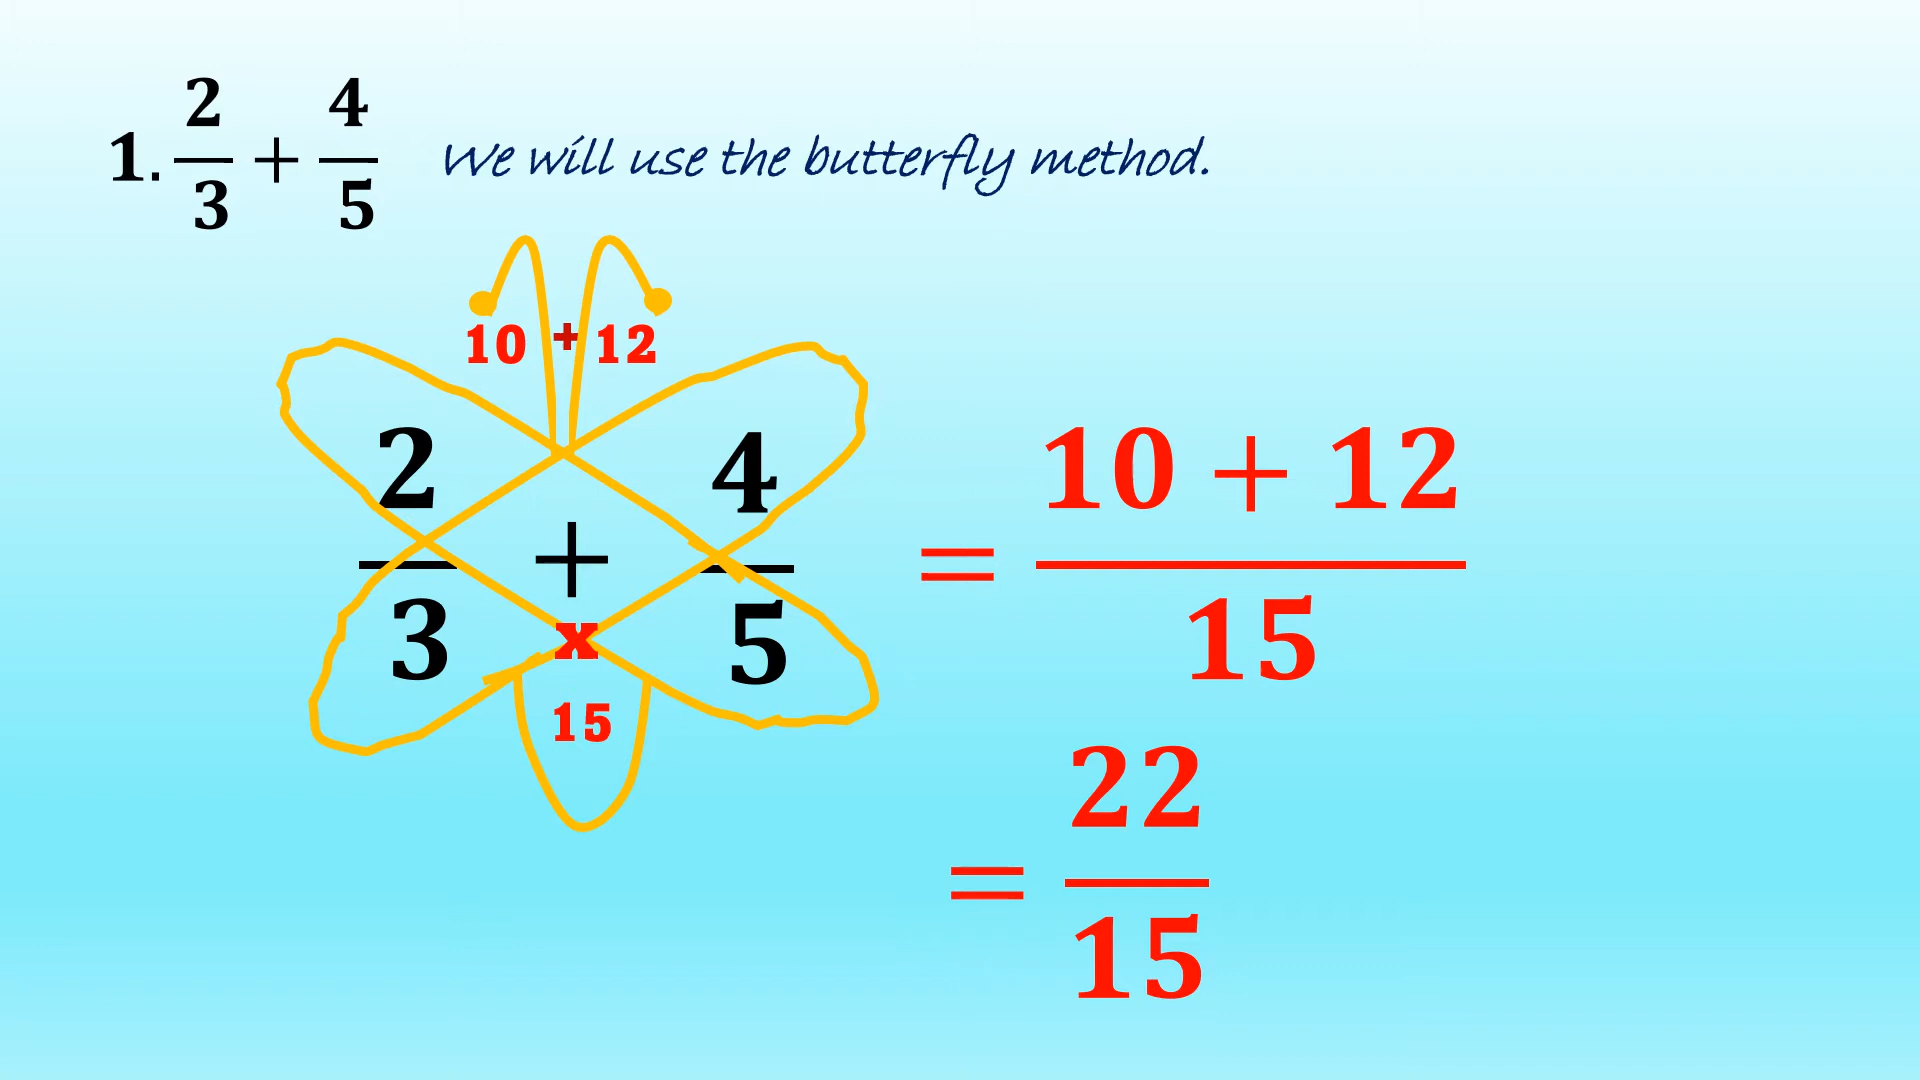 1. 2/3 + 4/5 We will use the butterfly method.
10 + 12
2/3 + 4/5 = 10 + 12/15
x
15
= 22/15